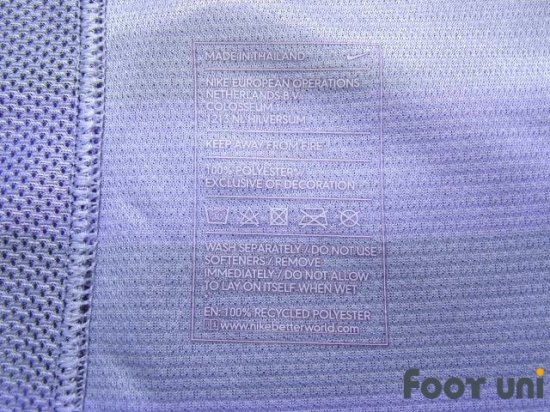 MADE IN THAILAND
NIKE EUROPEAN OPERATIONS
NETHERLANDS B.V.
COLOSSEUM
1213 NL HILVERSUM
KEEP AWAY FROM FIRE
100% POLYESTER*
EXCLUSIVE OF DECORATION
WASH SEPARATELY / DO NOT USE
SOFTENERS / REMOVE
IMMEDIATELY / DO NOT ALLOW
TO LAY ON ITSELF WHEN WET
EN: 100% RECYCLED POLYESTER
www.nikebetterworld.com
FOOT UNI